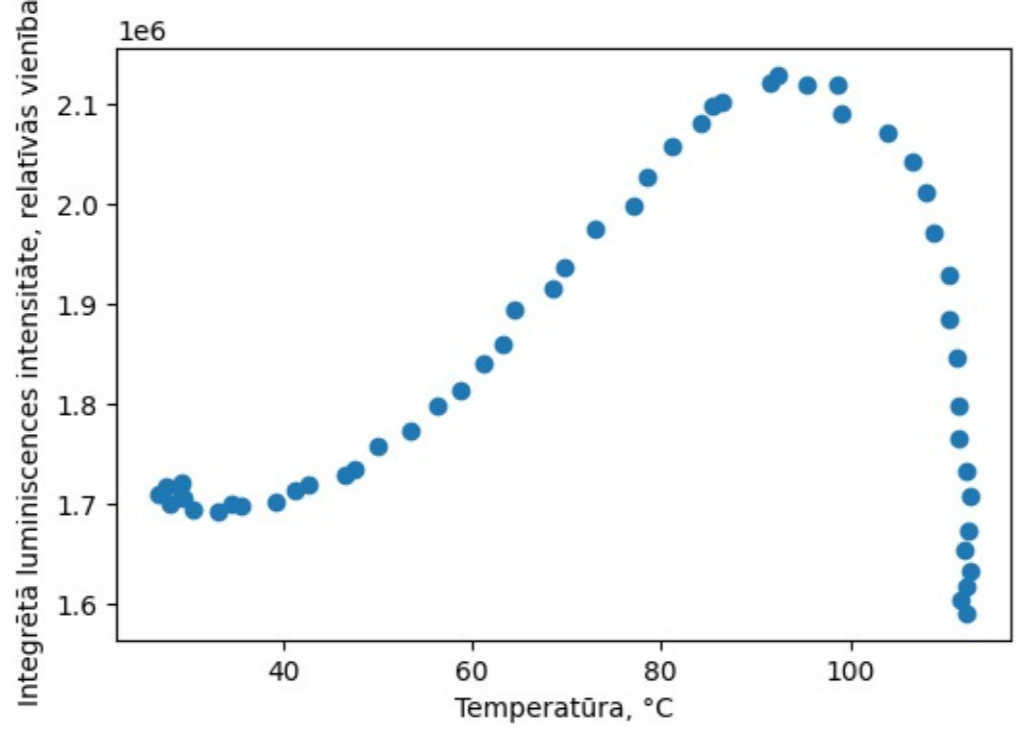 1e6
Integrētā luminiscences intensitāte, relatīvās vienība
2.1
2.0
1.9
1.8
1.7
1.6
40 60 80 100
Temperatūra, °C